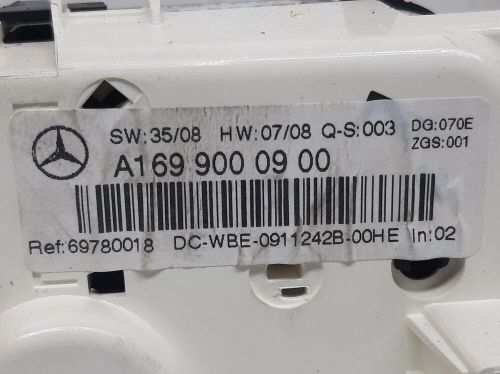 SW:35/08 HW:07/08 Q-S:003 DG:070E
ZGS:001
A169 900 09 00
Ref:69780018 DC-WBE-0911242B-00HE In:02